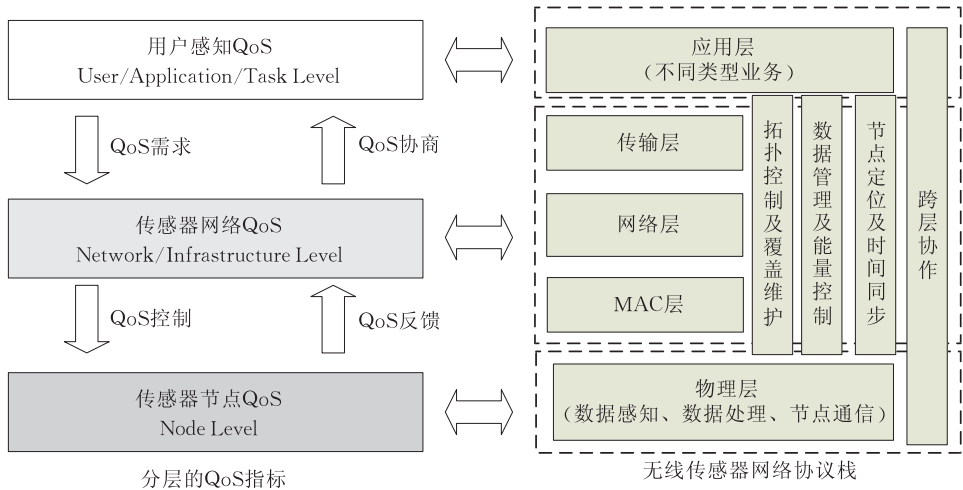 用户感知QoS
User/Application/Task Level
QoS需求
QoS协商
传感器网络QoS
Network/Infrastructure Level
QoS控制
QoS反馈
传感器节点QoS
Node Level
分层的QoS指标
应用层
(不同类型业务)
传输层
网络层
MAC层
拓扑控制及覆盖维护
数据管理及能量控制
节点定位及时间同步
跨层协作
物理层
(数据感知、数据处理、节点通信)
无线传感器网络协议栈